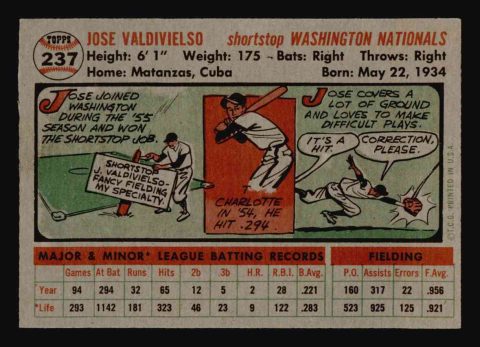 TOPPS
237
JOSE VALDIVIELSO shortstop WASHINGTON NATIONALS
Height: 6' 1" Weight: 175 Bats: Right Throws: Right
Home: Matanzas, Cuba Born: May 22, 1934
JOSE JOINED
WASHINGTON
DURING THE '55
SEASON AND WON
THE SHORTSTOP JOB.
SHORTSTOP
J. VALDIVIELSO-
FANCY FIELDING
MY SPECIALTY.
CHARLOTTE
IN '54, HE
HIT .294.
JOSE COVERS A
LOT OF GROUND
AND LOVES TO MAKE
DIFFICULT PLAYS.
IT'S A
HIT.
CORRECTION,
PLEASE.
© T.C.G. PRINTED IN U.S.A.
MAJOR & MINOR* LEAGUE BATTING RECORDS FIELDING
Games At Bat Runs Hits 2b 3b H.R. R.B.I. B.Avg. P.O. Assists Errors F.Avg.
Year 94 294 32 65 12 5 2 28 .221 160 317 22 .956
*Life 293 1142 181 323 46 23 9 122 .283 523 925 125 .921